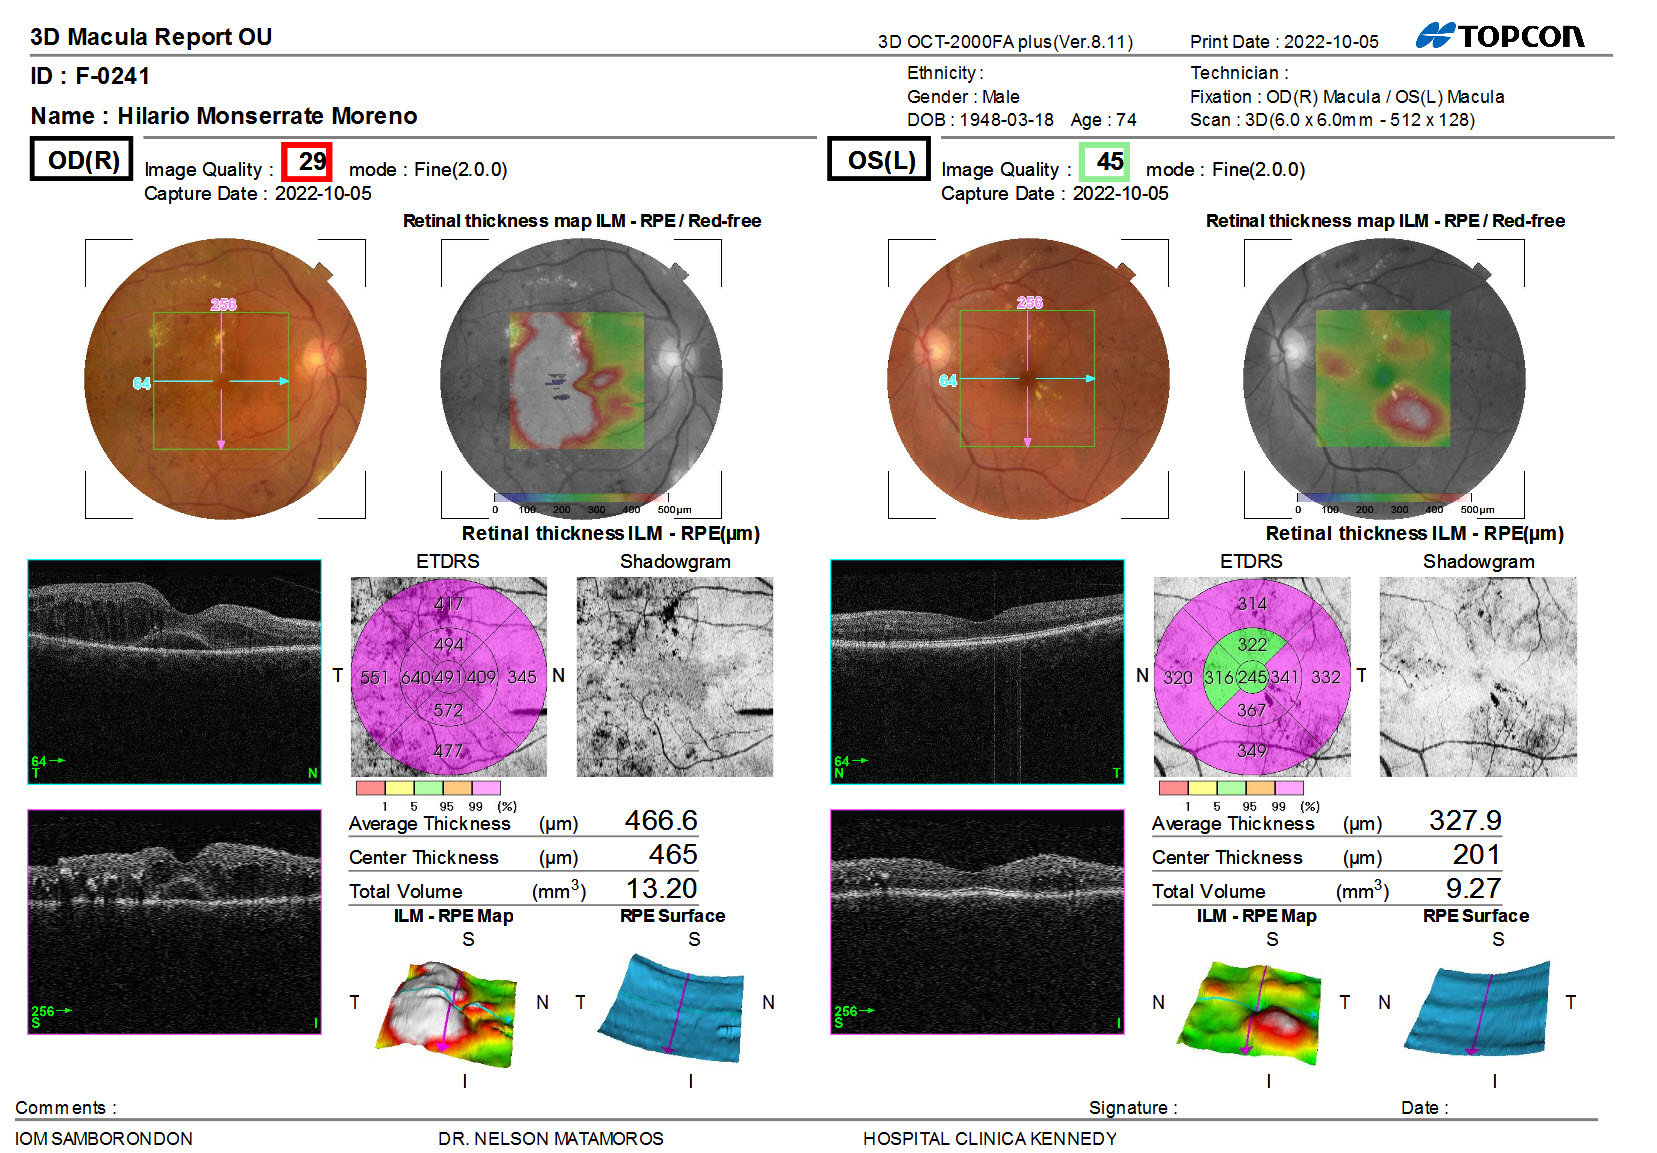 3D Macula Report OU
3D OCT-2000FA plus(Ver.8.11)
Print Date : 2022-10-05
TOPCON
ID : F-0241
Ethnicity :
Technician :
Gender : Male
Fixation : OD(R) Macula / OS(L) Macula
Name : Hilario Monserrate Moreno
DOB : 1948-03-18 Age : 74
Scan : 3D(6.0 x 6.0mm - 512 x 128)
OD(R)
Image Quality : 29 mode : Fine(2.0.0)
Capture Date : 2022-10-05
Retinal thickness map ILM - RPE / Red-free
256
64
0 100 200 300 400 500µm
Retinal thickness ILM - RPE(µm)
ETDRS
Shadowgram
64
T
N
T
417
494
551 640 491 409 345
572
477
N
1 5 95 99 (%)
256
S
I
Average Thickness (µm) 466.6
Center Thickness (µm) 465
Total Volume (mm3) 13.20
ILM - RPE Map
RPE Surface
S
S
T
N
T
N
I
I
OS(L)
Image Quality : 45 mode : Fine(2.0.0)
Capture Date : 2022-10-05
Retinal thickness map ILM - RPE / Red-free
256
64
0 100 200 300 400 500µm
Retinal thickness ILM - RPE(µm)
ETDRS
Shadowgram
64
N
T
N
314
322
320 316 245 341 332
367
349
T
1 5 95 99 (%)
256
S
I
Average Thickness (µm) 327.9
Center Thickness (µm) 201
Total Volume (mm3) 9.27
ILM - RPE Map
RPE Surface
S
S
N
T
N
T
I
I
Comments :
Signature :
Date :
IOM SAMBORONDON
DR. NELSON MATAMOROS
HOSPITAL CLINICA KENNEDY